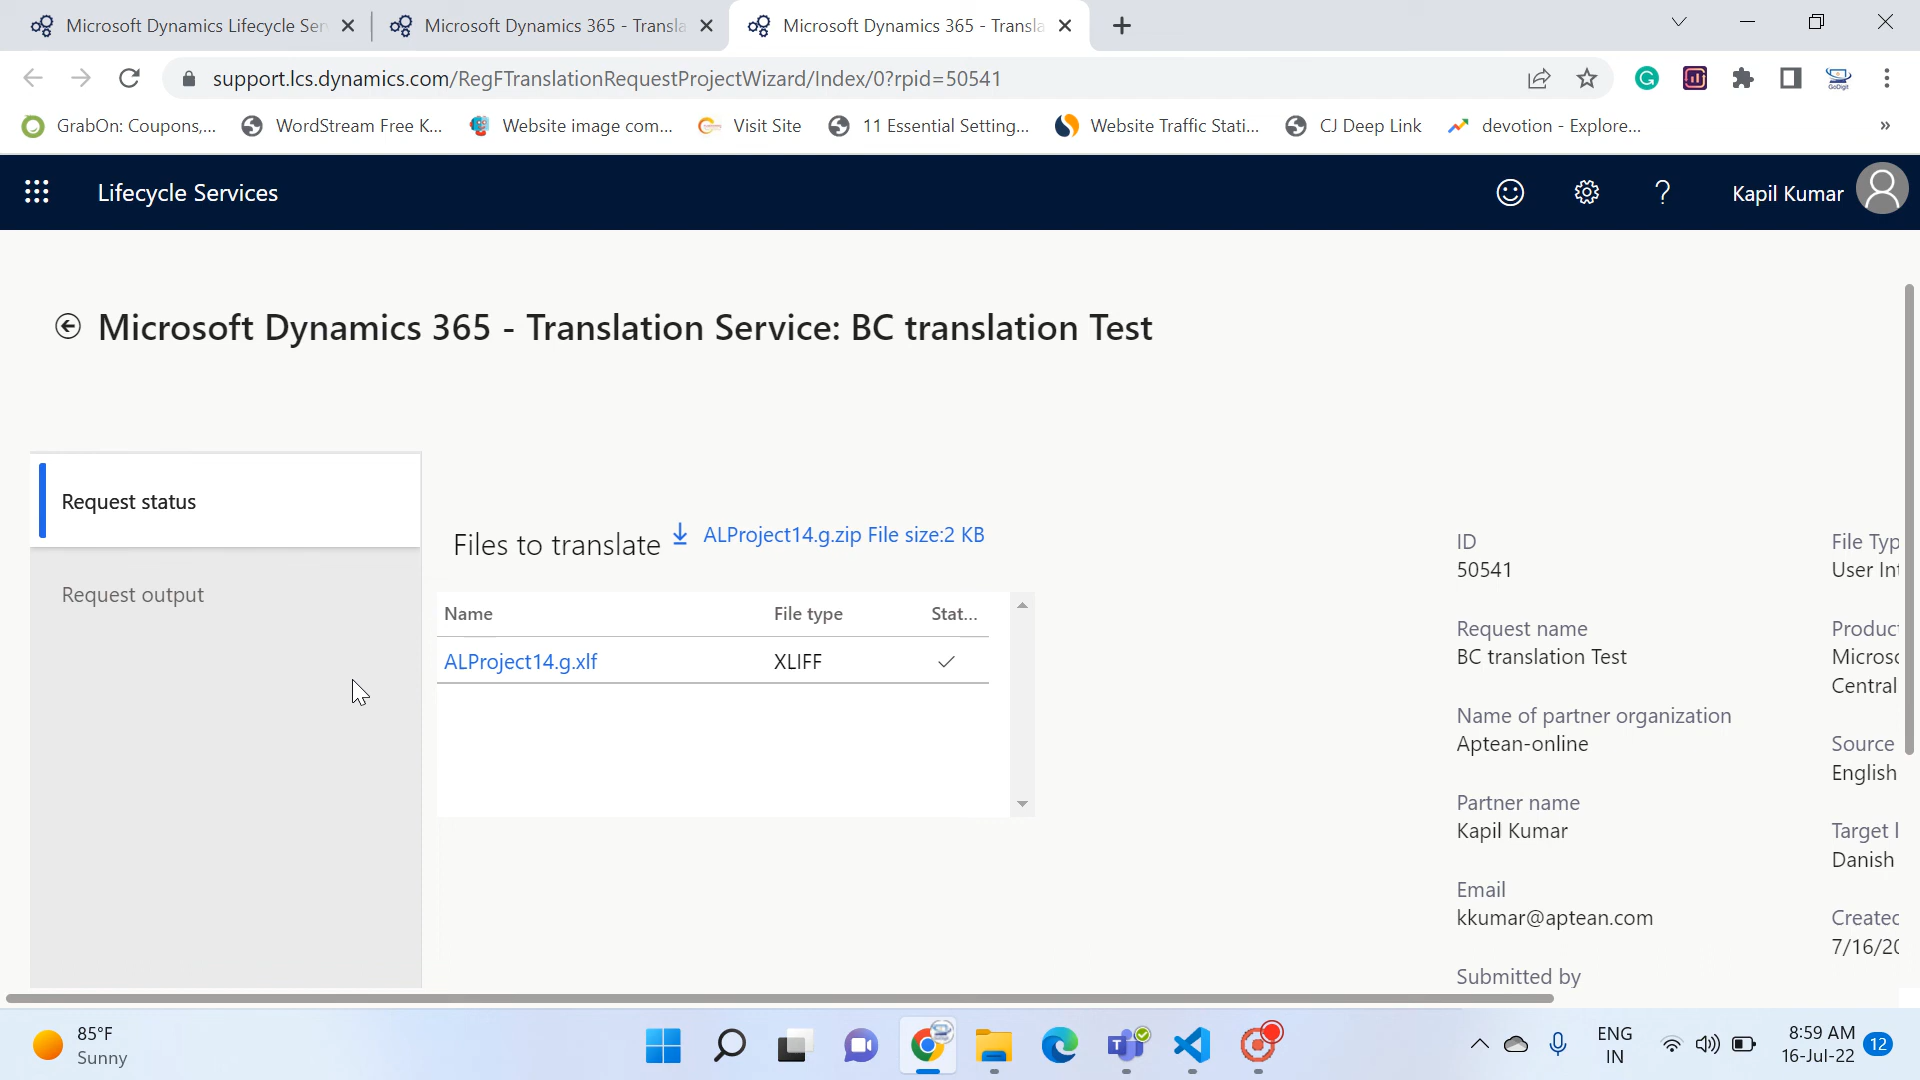 Microsoft Dynamics Lifecycle Ser
Microsoft Dynamics 365 - Transla
Microsoft Dynamics 365 - Transla
support.lcs.dynamics.com/RegFTranslationRequestProjectWizard/Index/0?rpid=50541
GrabOn: Coupons,...
WordStream Free K...
Website image com...
Visit Site
11 Essential Setting...
Website Traffic Stati...
CJ Deep Link
devotion - Explore...
»
Lifecycle Services
Kapil Kumar
Microsoft Dynamics 365 - Translation Service: BC translation Test
Request status
Request output
Files to translate
ALProject14.g.zip File size:2 KB
Name File type Stat...
ALProject14.g.xlf XLIFF
ID
50541
Request name
BC translation Test
Name of partner organization
Aptean-online
Partner name
Kapil Kumar
Email
kkumar@aptean.com
Submitted by
File Typ
User Int
Product
Microso
Central
Source
English
Target l
Danish
Created
7/16/20
85°F
Sunny
ENG
IN
8:59 AM
16-Jul-22
12